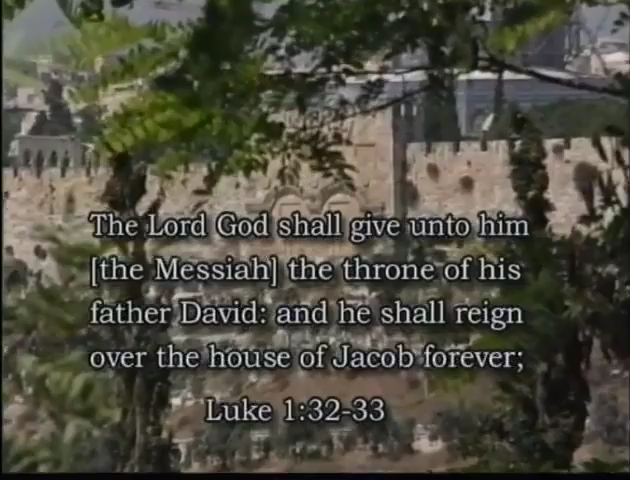 The Lord God shall give unto him
[the Messiah] the throne of his
father David: and he shall reign
over the house of Jacob forever;
Luke 1:32-33